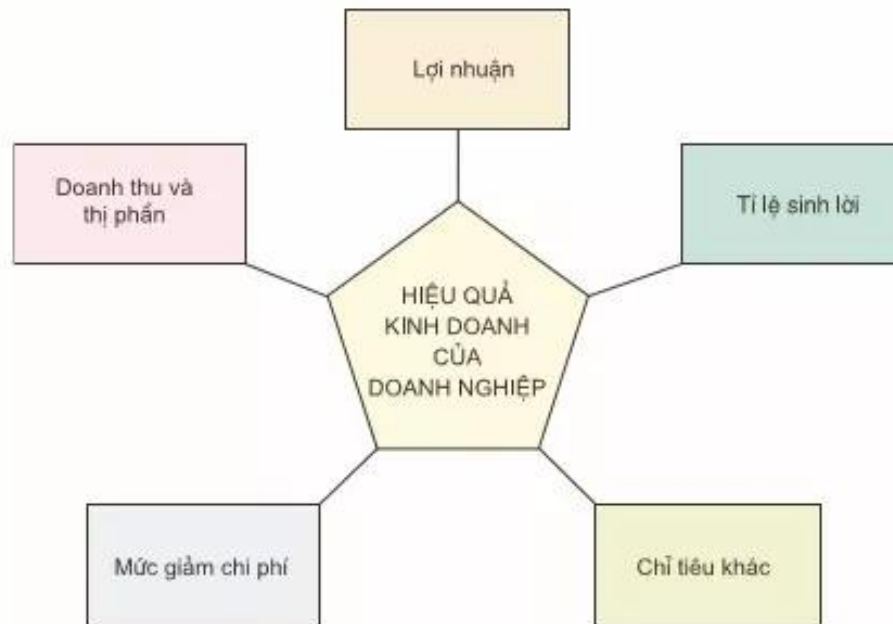 Lợi nhuận
Doanh thu và
thị phần
Tỉ lệ sinh lời
HIỆU QUẢ
KINH DOANH
CỦA
DOANH NGHIỆP
Mức giảm chi phí
Chỉ tiêu khác